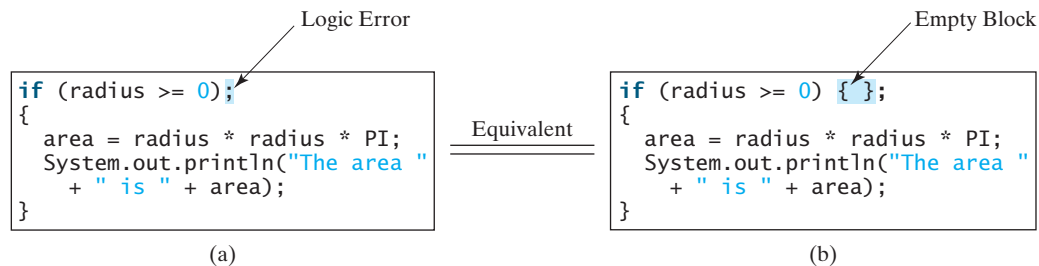 Logic Error
if (radius >= 0);
{
  area = radius * radius * PI;
  System.out.println("The area "
    + " is " + area);
}
(a)
Equivalent
Empty Block
if (radius >= 0) { };
{
  area = radius * radius * PI;
  System.out.println("The area "
    + " is " + area);
}
(b)